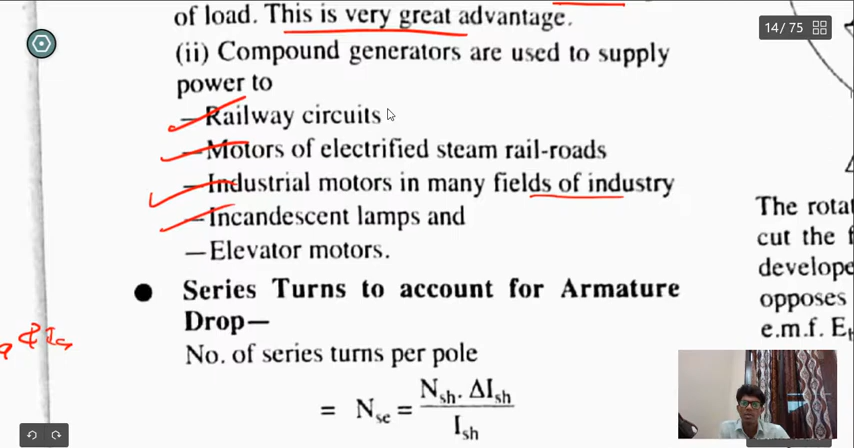 of load. This is very great advantage.
(ii) Compound generators are used to supply
power to
—Railway circuits
—Motors of electrified steam rail-roads
—Industrial motors in many fields of industry
—Incandescent lamps and
—Elevator motors.
● Series Turns to account for Armature
Drop—
No. of series turns per pole
= Nse = Nsh. ΔIsh / Ish
14/75
The rota
cut the f
develope
opposes
e.m.f. E